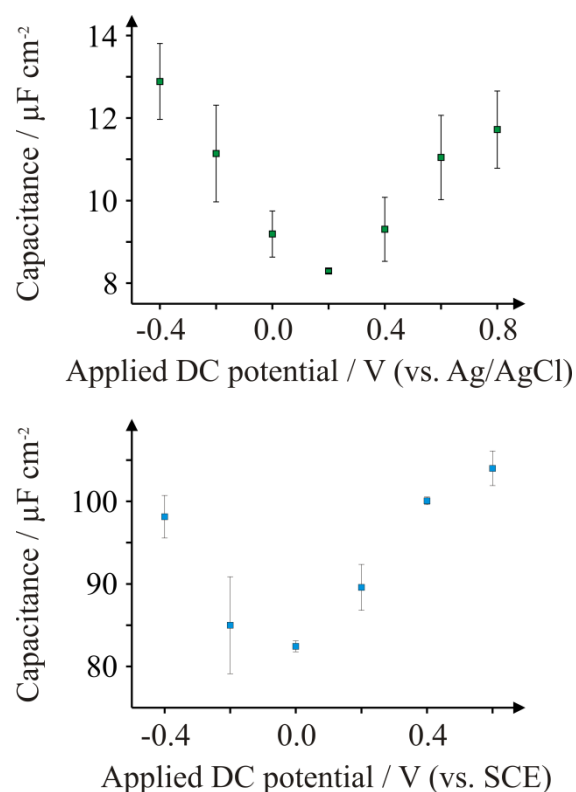 14
12
10
8
Capacitance / μF cm⁻²
-0.4 0.0 0.4 0.8
Applied DC potential / V (vs. Ag/AgCl)
100
90
80
Capacitance / μF cm⁻²
-0.4 0.0 0.4
Applied DC potential / V (vs. SCE)